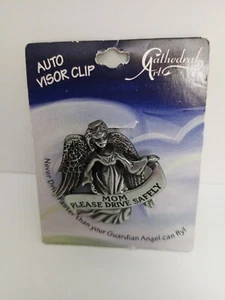 AUTO
VISOR CLIP
Cathedral
Art
MOM
PLEASE DRIVE SAFELY
Never Drive Faster Than your Guardian Angel can fly!